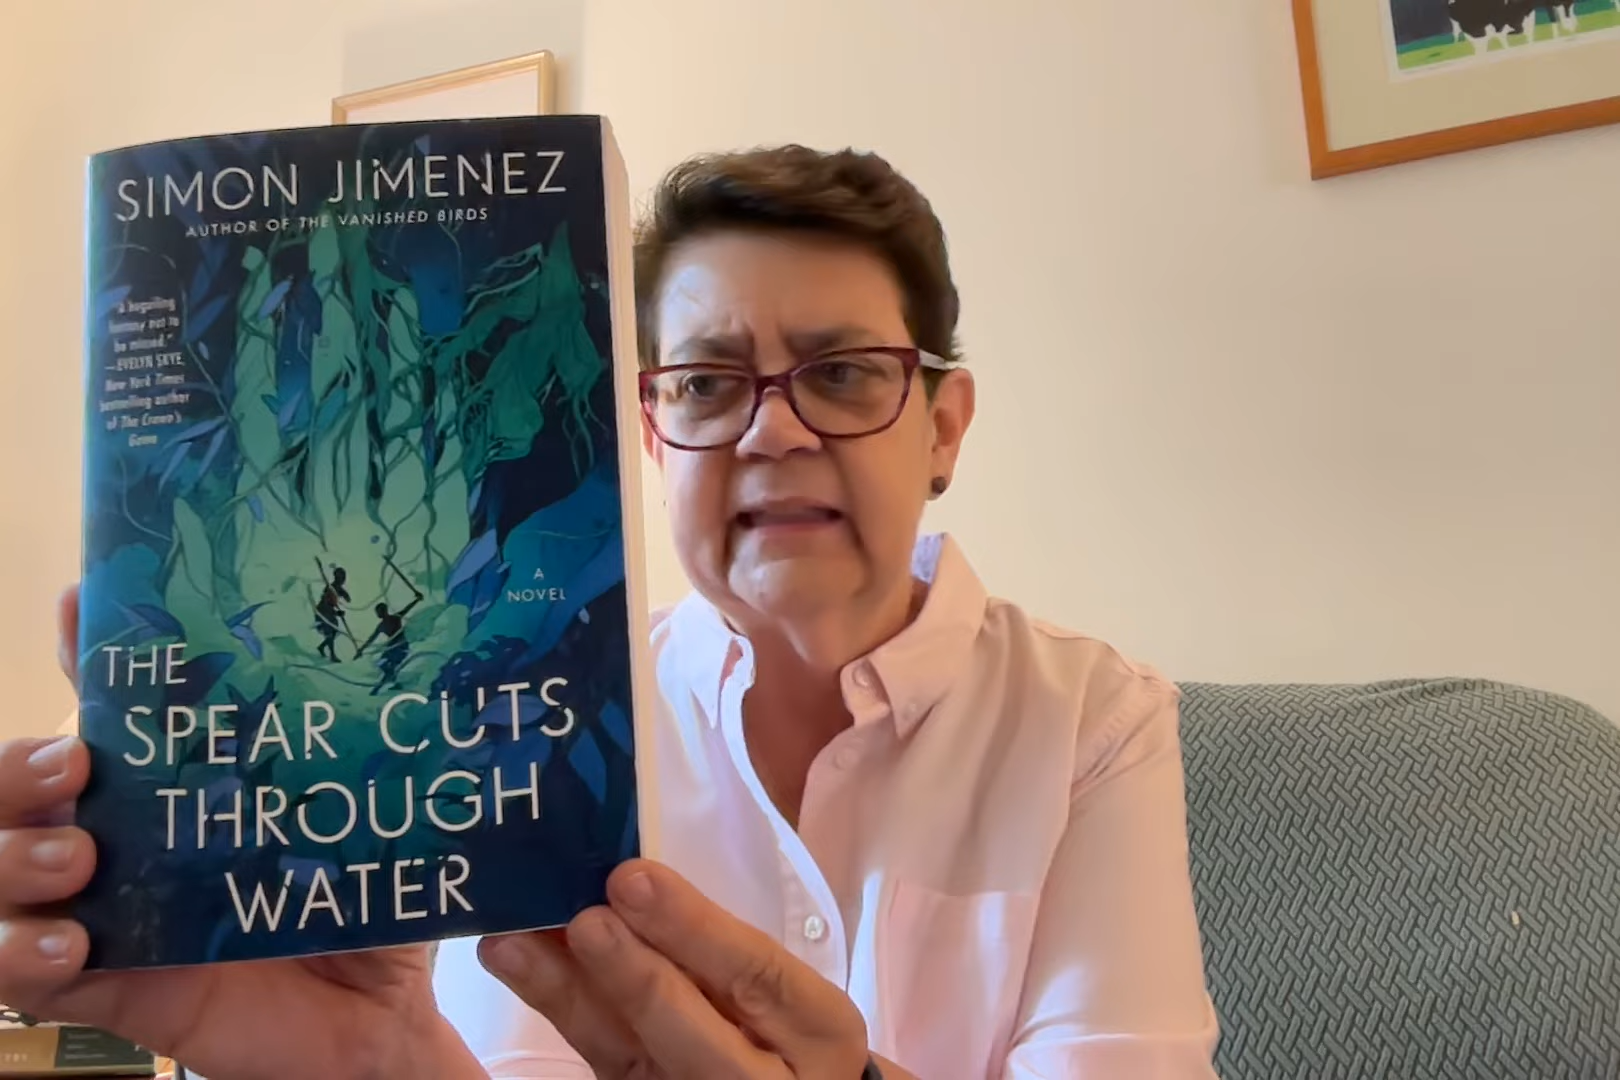 SIMON JIMENEZ
AUTHOR OF THE VANISHED BIRDS
"A beguiling
fantasy not to
be missed."
—EVELYN SKYE,
New York Times
bestselling author
of The Crown's
Game
A
NOVEL
THE
SPEAR CUTS
THROUGH
WATER